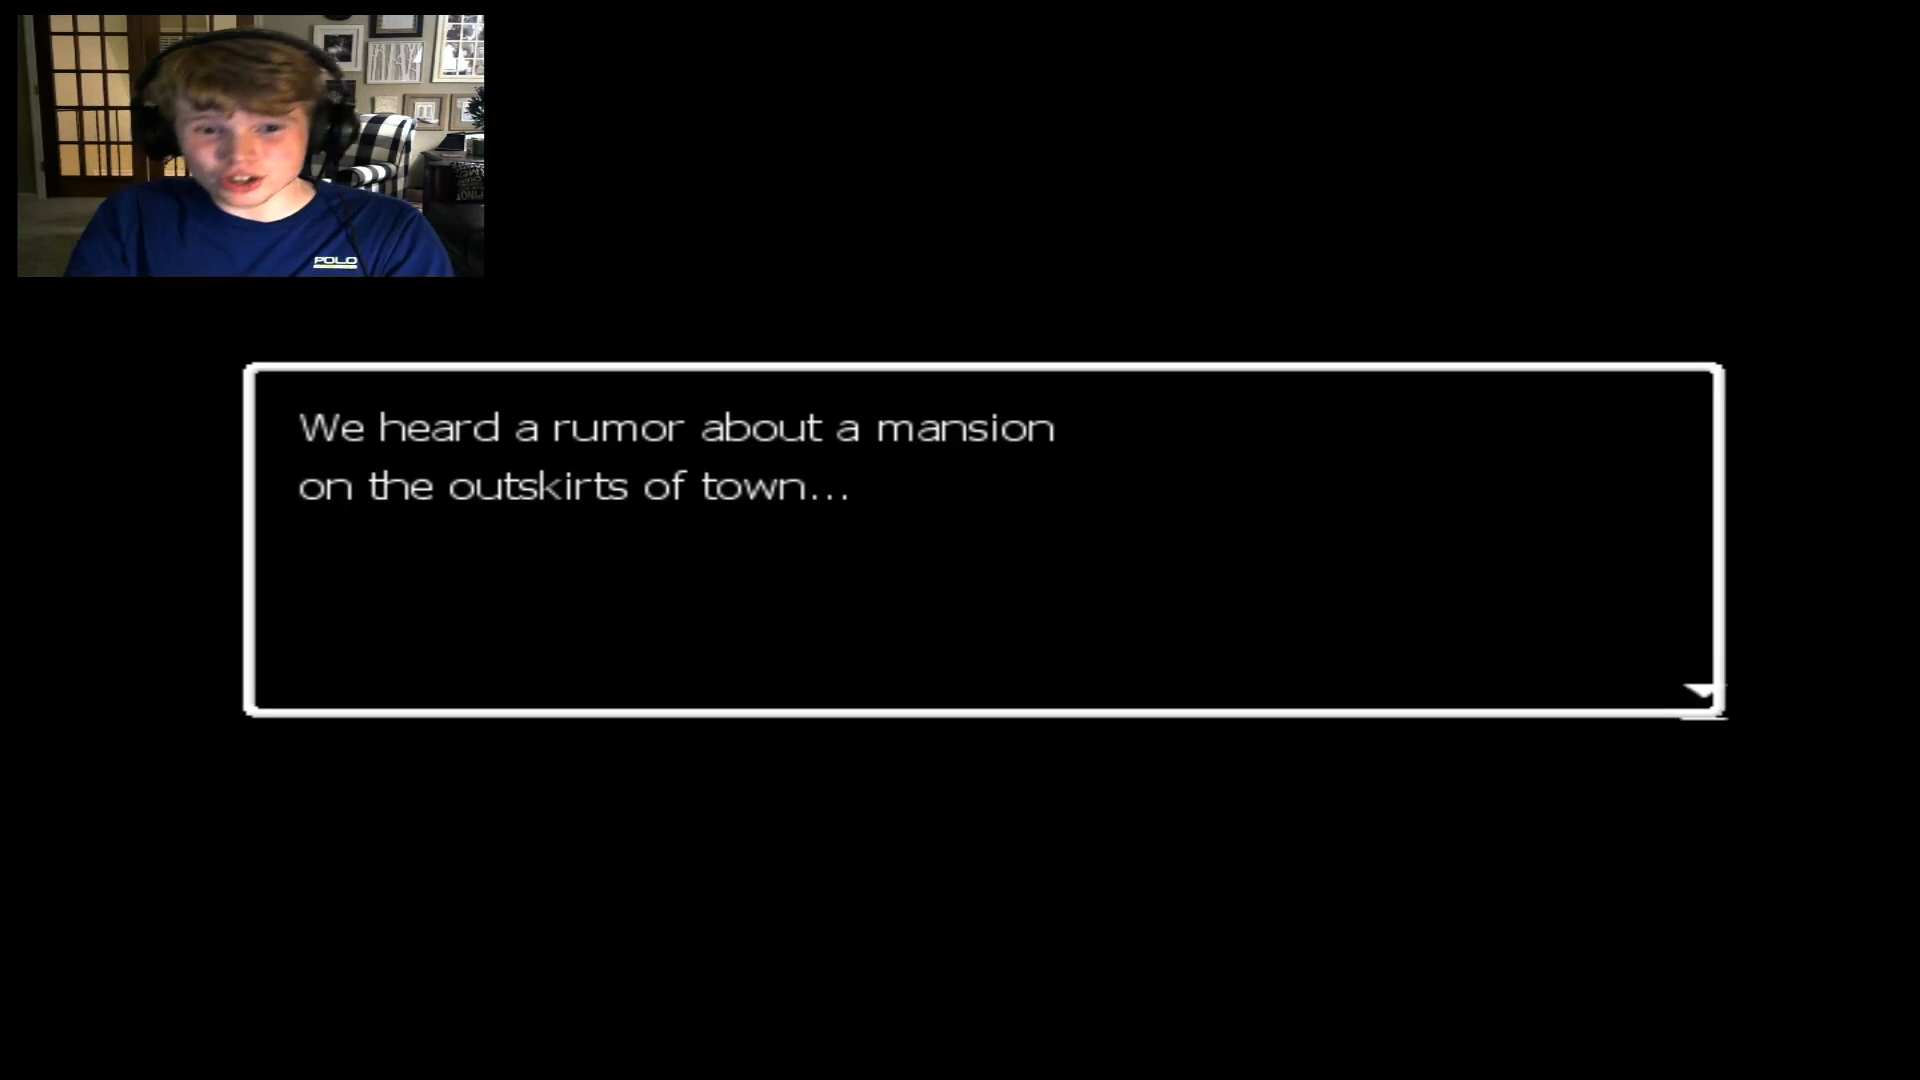 POLO
We heard a rumor about a mansion
on the outskirts of town...